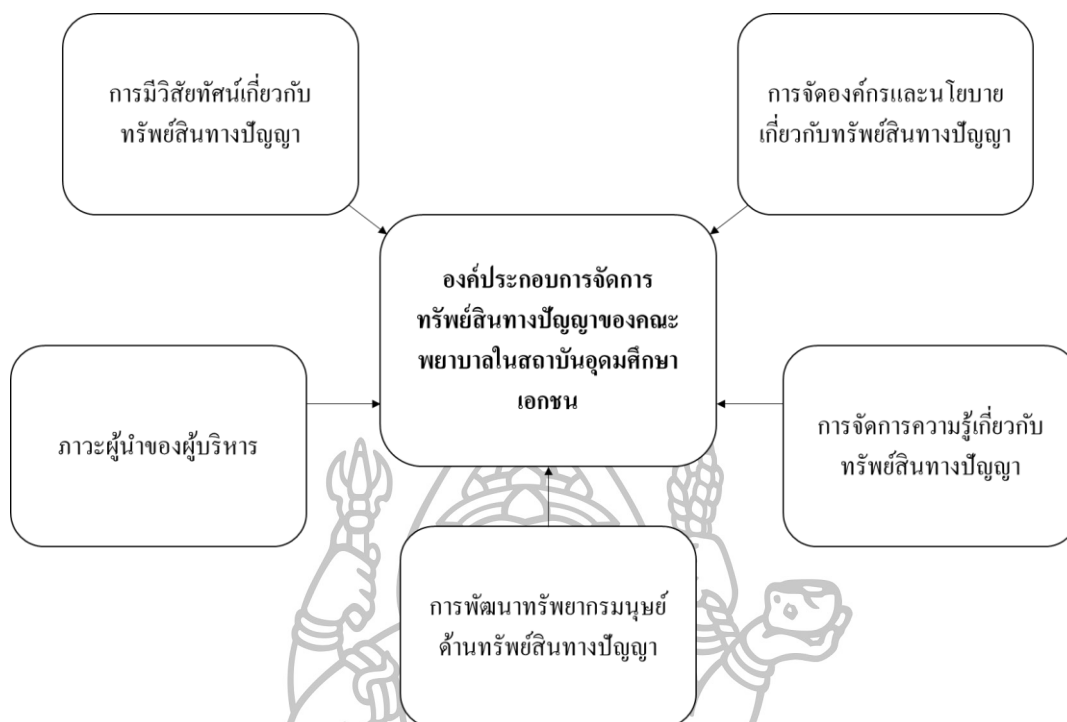 การมีวิสัยทัศน์เกี่ยวกับ
ทรัพย์สินทางปัญญา
การจัดองค์กรและนโยบาย
เกี่ยวกับทรัพย์สินทางปัญญา
องค์ประกอบการจัดการ
ทรัพย์สินทางปัญญาของคณะ
พยาบาลในสถาบันอุดมศึกษา
เอกชน
ภาวะผู้นำของผู้บริหาร
การจัดการความรู้เกี่ยวกับ
ทรัพย์สินทางปัญญา
การพัฒนาทรัพยากรมนุษย์
ด้านทรัพย์สินทางปัญญา